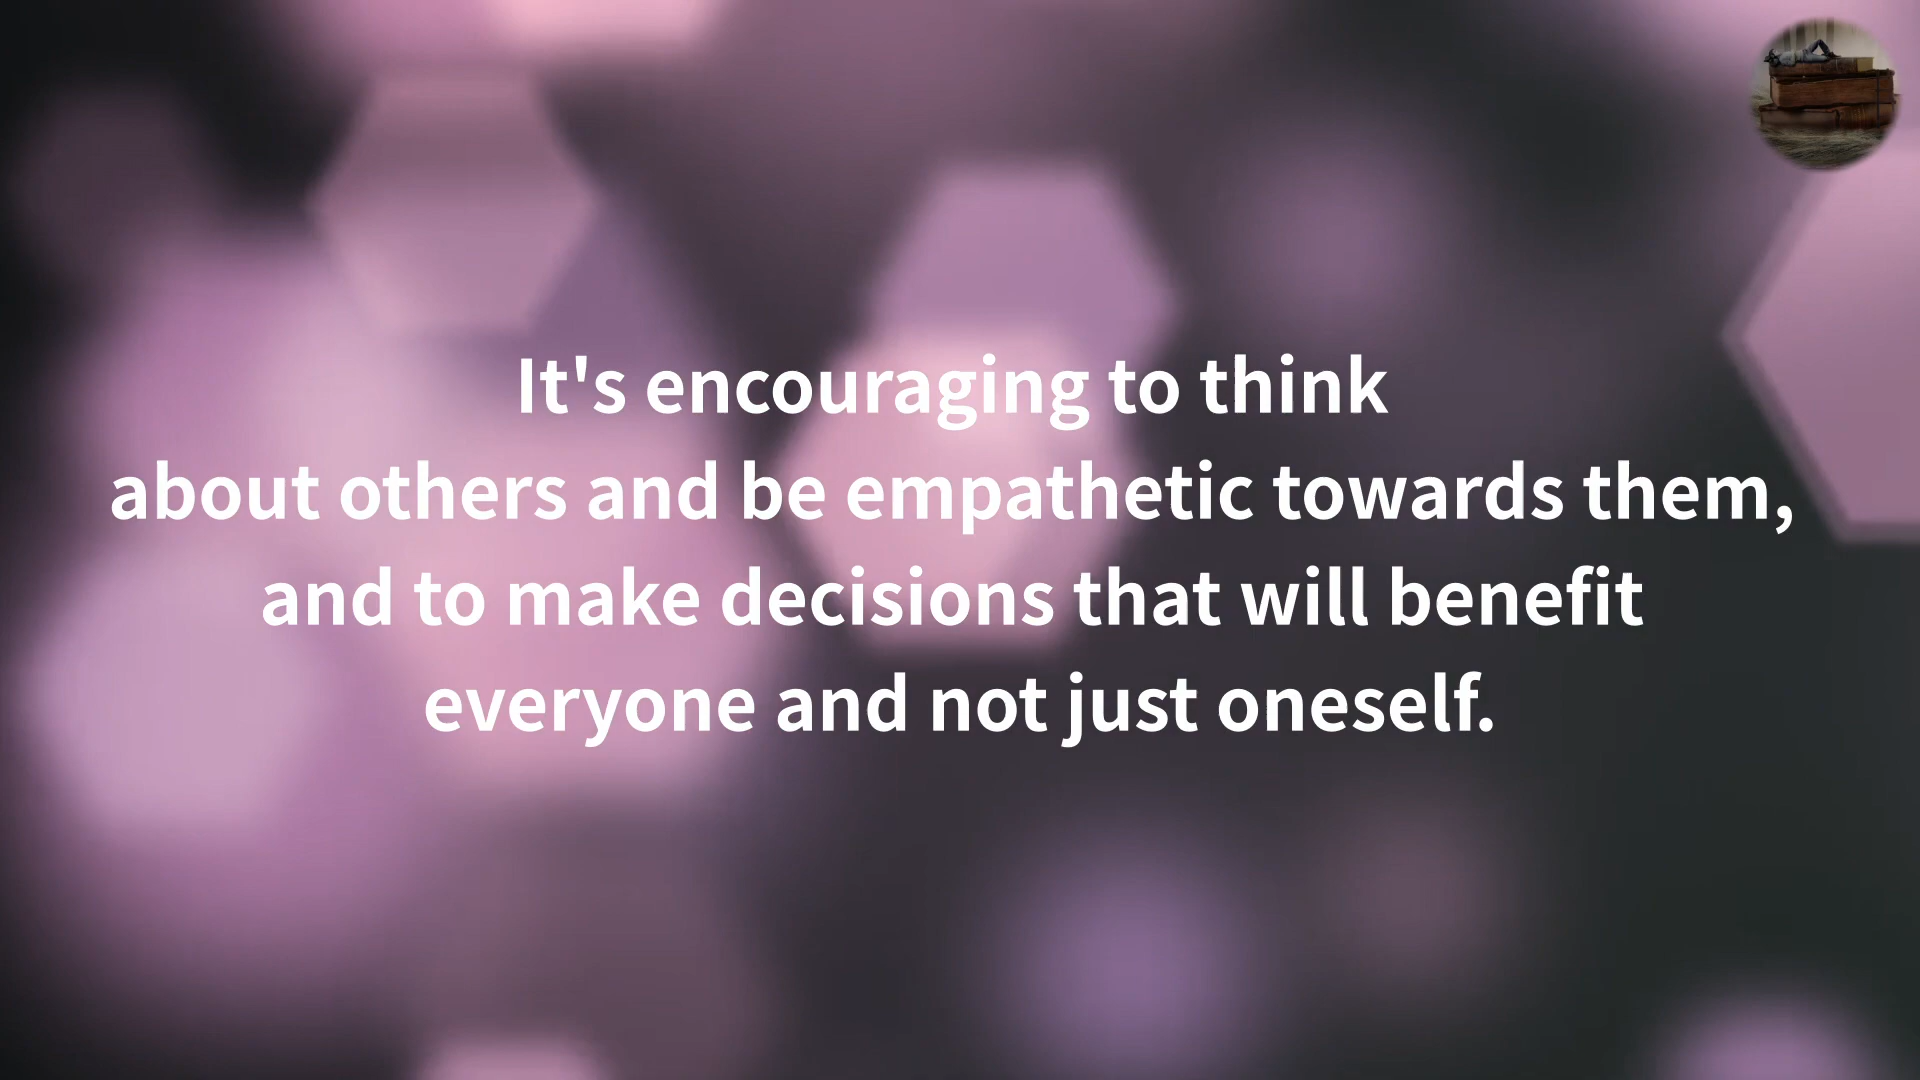 It's encouraging to think
about others and be empathetic towards them,
and to make decisions that will benefit
everyone and not just oneself.